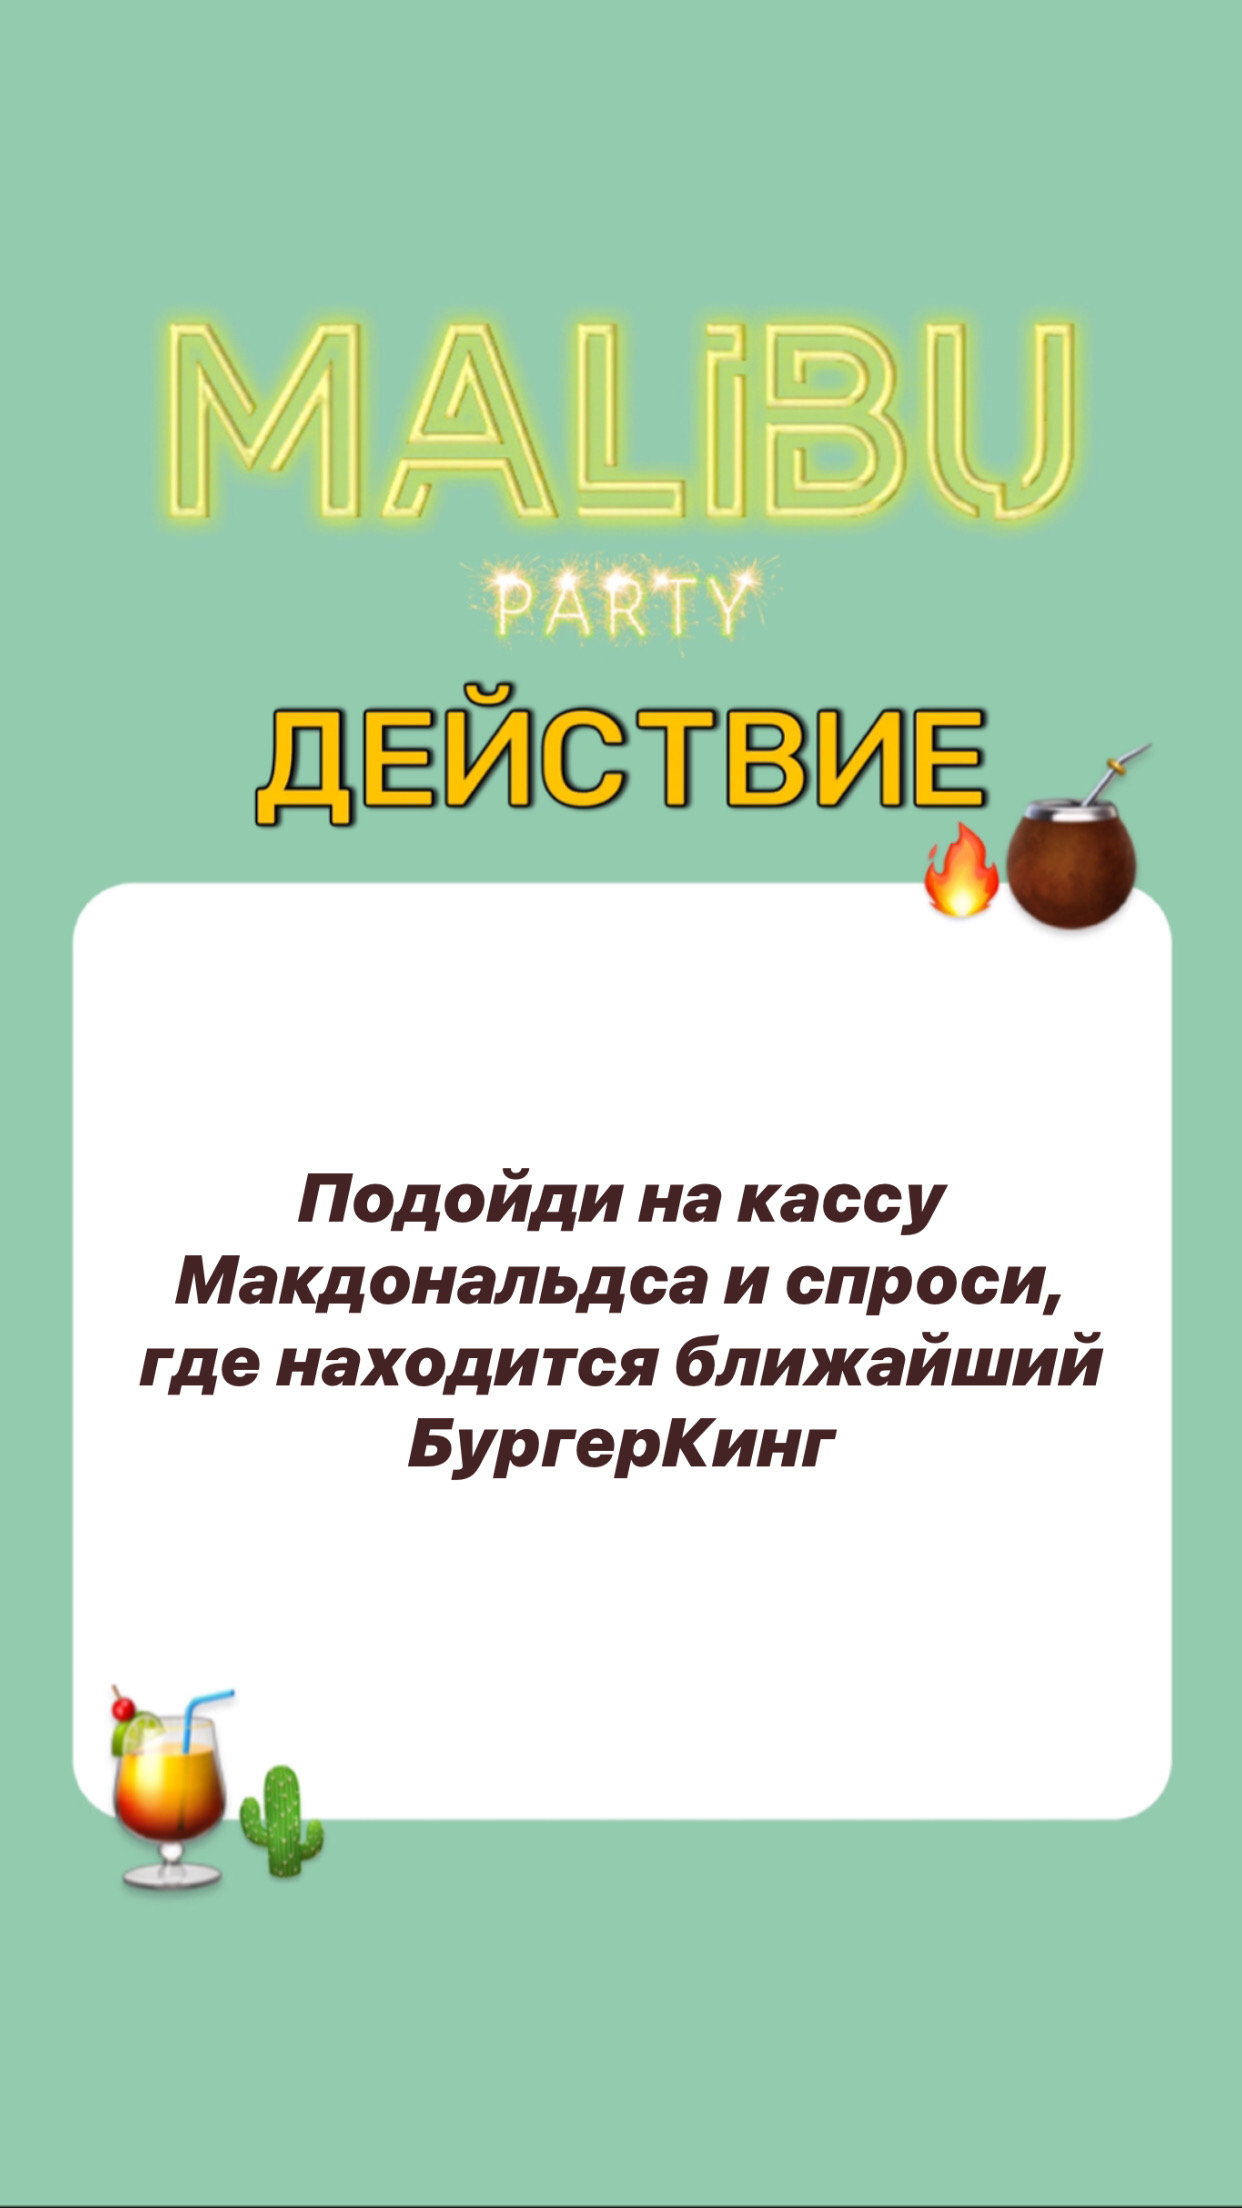 MALiBU
PARTY
ДЕЙСТВИЕ
Подойди на кассу
Макдональдса и спроси,
где находится ближайший
БургерКинг